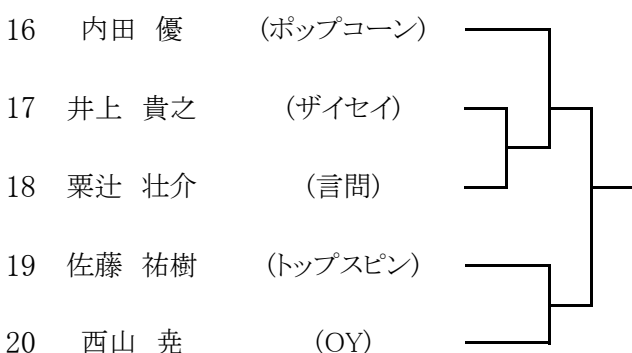 16 内田 優 (ポップコーン)
17 井上 貴之 (ザイセイ)
18 粟辻 壮介 (言問)
19 佐藤 祐樹 (トップスピン)
20 西山 尭 (OY)